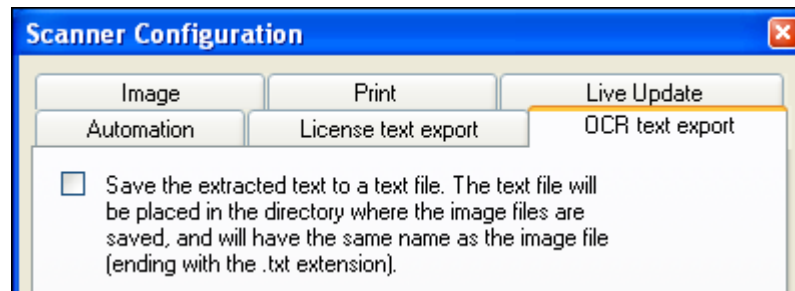 Scanner Configuration
Image Print Live Update
Automation License text export OCR text export
Save the extracted text to a text file. The text file will
be placed in the directory where the image files are
saved, and will have the same name as the image file
(ending with the .txt extension).